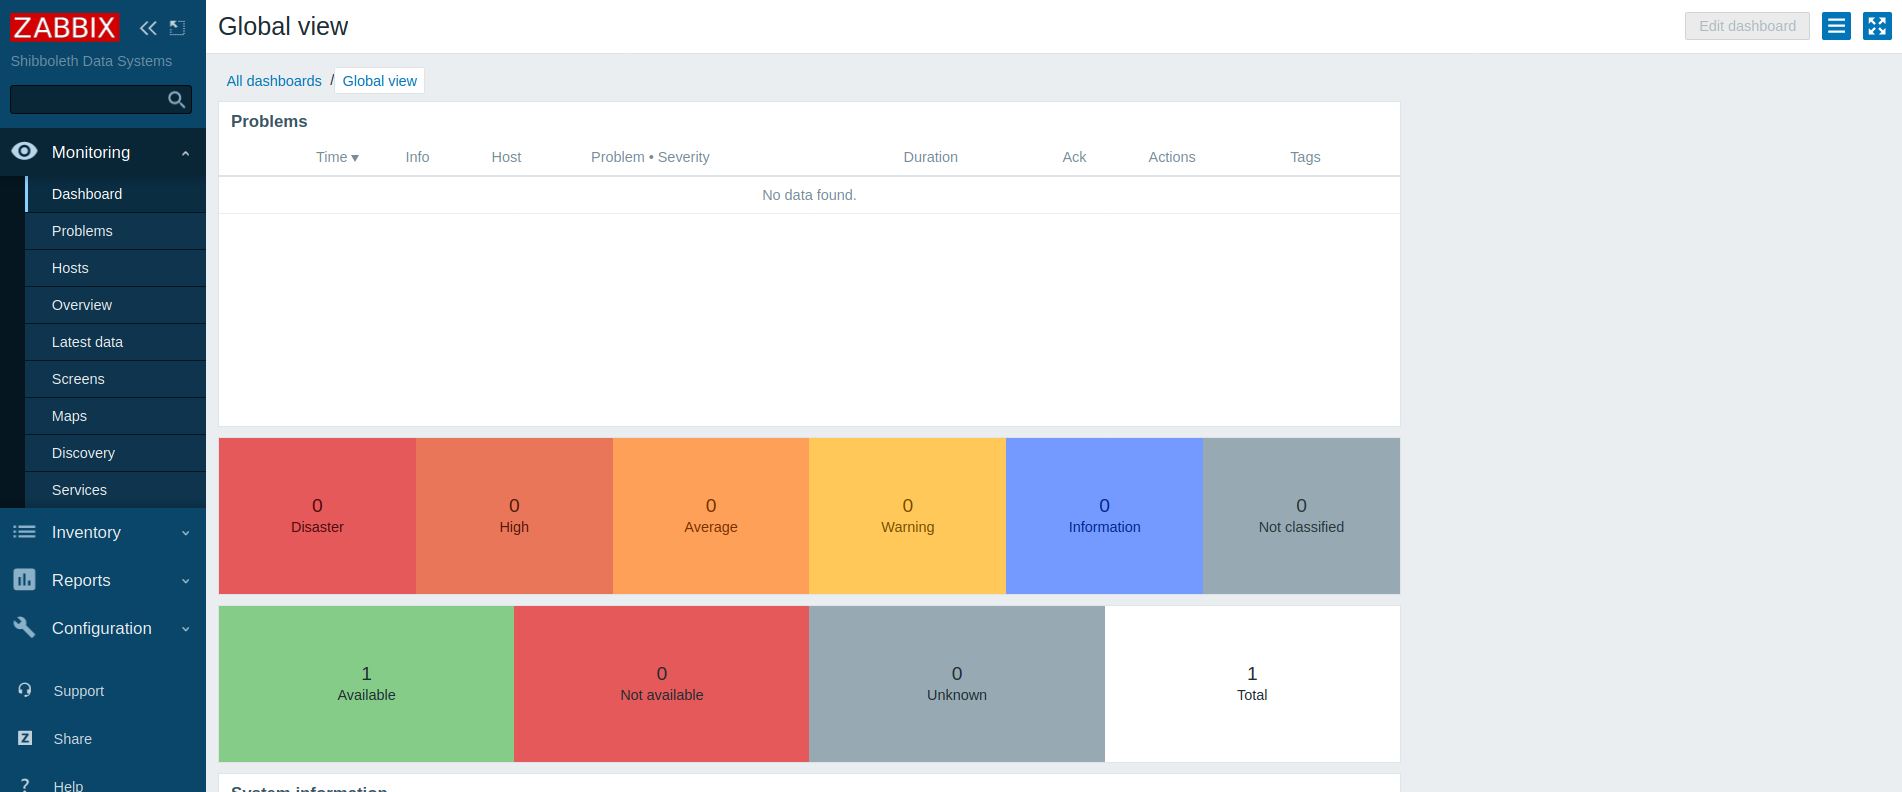 ZABBIX
Shibboleth Data Systems
Monitoring
Dashboard
Problems
Hosts
Overview
Latest data
Screens
Maps
Discovery
Services
Inventory
Reports
Configuration
Support
Z Share
? Help
Global view
Edit dashboard
All dashboards / Global view
Problems
Time ▼ Info Host Problem • Severity Duration Ack Actions Tags
No data found.
0 0 0 0 0 0
Disaster High Average Warning Information Not classified
1 0 0 1
Available Not available Unknown Total
System information